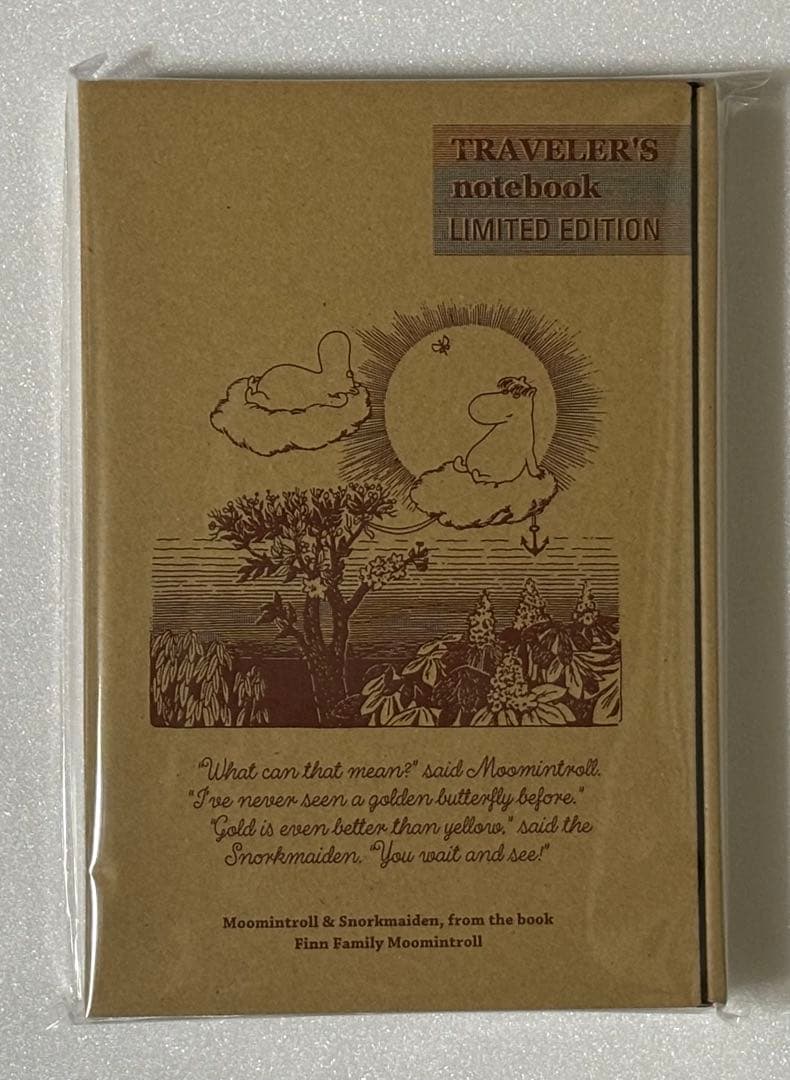 TRAVELER'S
notebook
LIMITED EDITION
"What can that mean?" said Moomintroll.
"I've never seen a golden butterfly before."
"Gold is even better than yellow," said the
Snorkmaiden. "You wait and see!"
Moomintroll & Snorkmaiden, from the book
Finn Family Moomintroll